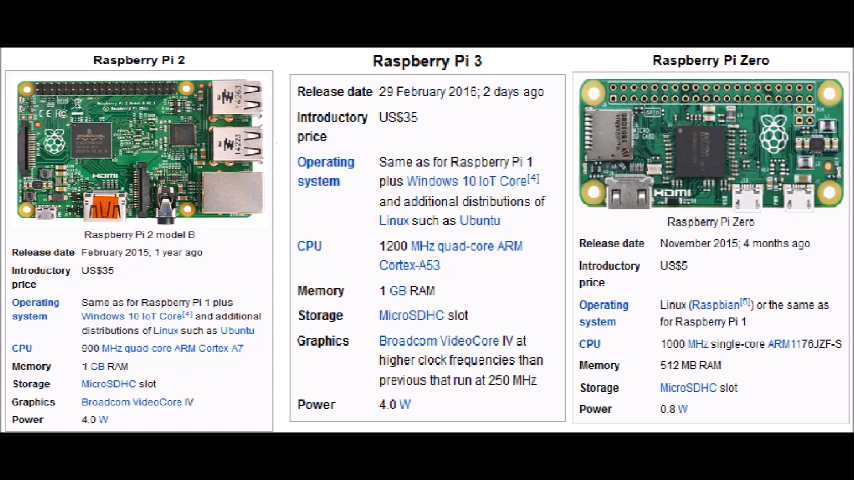 Raspberry Pi 2
Raspberry Pi 2 model B
Release date February 2015; 1 year ago
Introductory price US$35
Operating system Same as for Raspberry Pi 1 plus
Windows 10 IoT Core[4] and additional
distributions of Linux such as Ubuntu
CPU 900 MHz quad-core ARM Cortex-A7
Memory 1 GB RAM
Storage MicroSDHC slot
Graphics Broadcom VideoCore IV
Power 4.0 W
Raspberry Pi 3
Release date 29 February 2016; 2 days ago
Introductory price US$35
Operating system Same as for Raspberry Pi 1
plus Windows 10 IoT Core[4]
and additional distributions of
Linux such as Ubuntu
CPU 1200 MHz quad-core ARM
Cortex-A53
Memory 1 GB RAM
Storage MicroSDHC slot
Graphics Broadcom VideoCore IV at
higher clock frequencies than
previous that run at 250 MHz
Power 4.0 W
Raspberry Pi Zero
HDMI
Raspberry Pi Zero
Release date November 2015; 4 months ago
Introductory price US$5
Operating system Linux (Raspbian[5]) or the same as
for Raspberry Pi 1
CPU 1000 MHz single-core ARM1176JZF-S
Memory 512 MB RAM
Storage MicroSDHC slot
Power 0.8 W